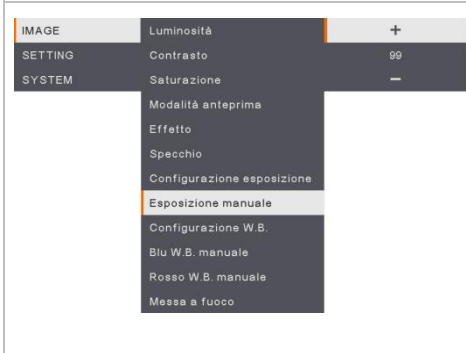 IMAGE
SETTING
SYSTEM
Luminosità
Contrasto
Saturazione
Modalità anteprima
Effetto
Specchio
Configurazione esposizione
Esposizione manuale
Configurazione W.B.
Blu W.B. manuale
Rosso W.B. manuale
Messa a fuoco
+
99
−